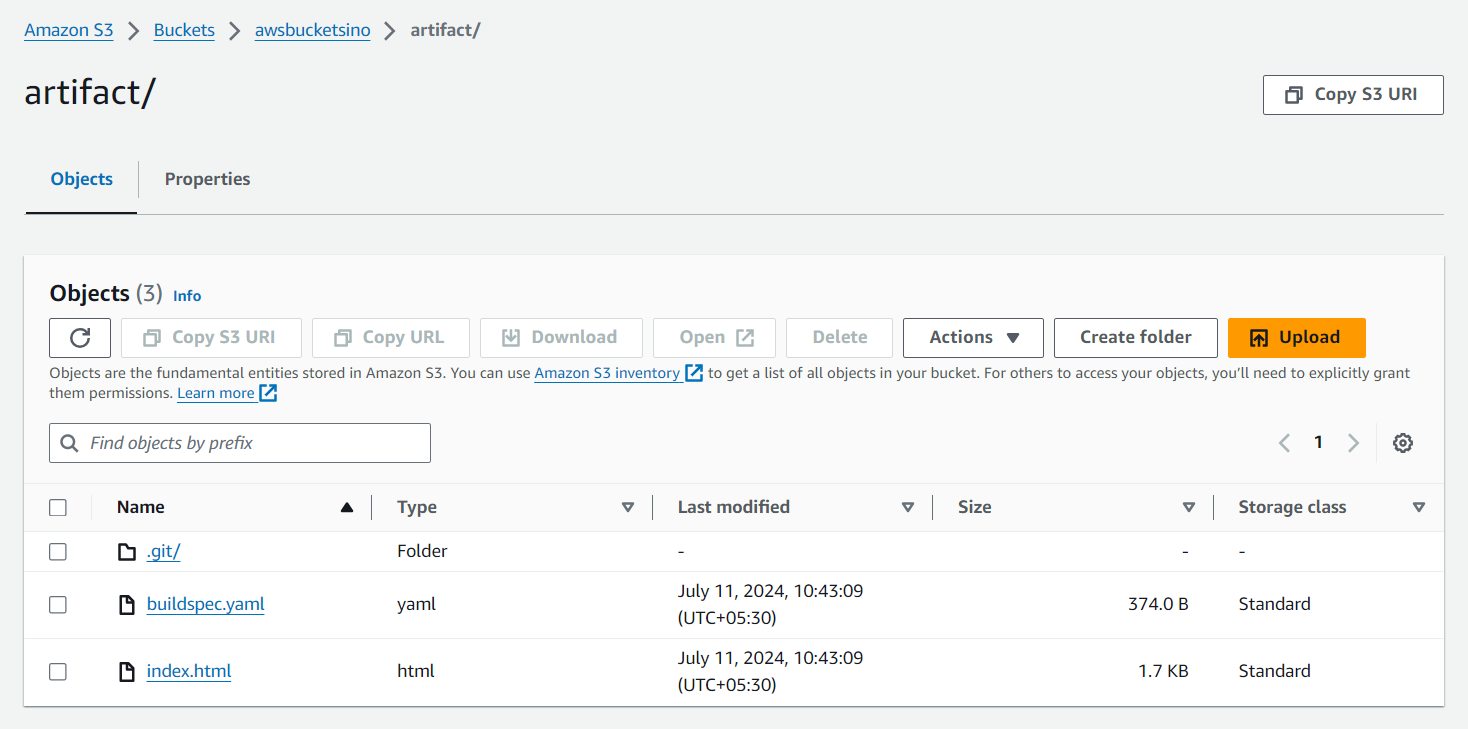 Amazon S3 > Buckets > awsbucketsino > artifact/
artifact/
Copy S3 URI
Objects Properties
Objects (3) Info
Copy S3 URI Copy URL Download Open Delete Actions Create folder Upload
Objects are the fundamental entities stored in Amazon S3. You can use Amazon S3 inventory to get a list of all objects in your bucket. For others to access your objects, you’ll need to explicitly grant
them permissions. Learn more
Find objects by prefix
1
Name Type Last modified Size Storage class
.git/ Folder - - -
buildspec.yaml yaml July 11, 2024, 10:43:09 (UTC+05:30) 374.0 B Standard
index.html html July 11, 2024, 10:43:09 (UTC+05:30) 1.7 KB Standard